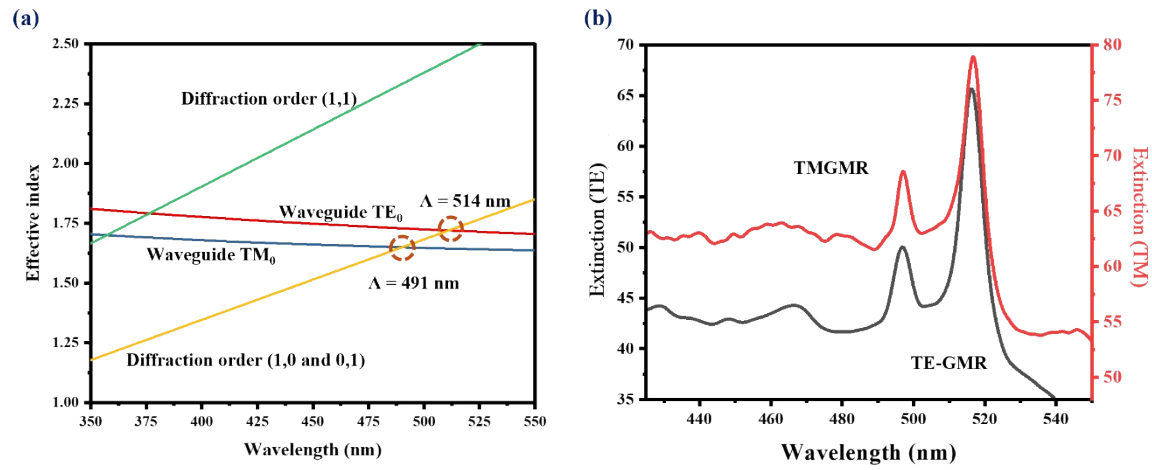 (a)
2.50
2.25
2.00
1.75
1.50
1.25
1.00
Effective index
350
375
400
425
450
475
500
525
550
Wavelength (nm)
Diffraction order (1,1)
Waveguide TE0
Λ = 514 nm
Waveguide TM0
Λ = 491 nm
Diffraction order (1,0 and 0,1)
(b)
70
65
60
55
50
45
40
35
Extinction (TE)
440
460
480
500
520
540
Wavelength (nm)
TMGMR
TE-GMR
80
75
70
65
60
55
50
Extinction (TM)